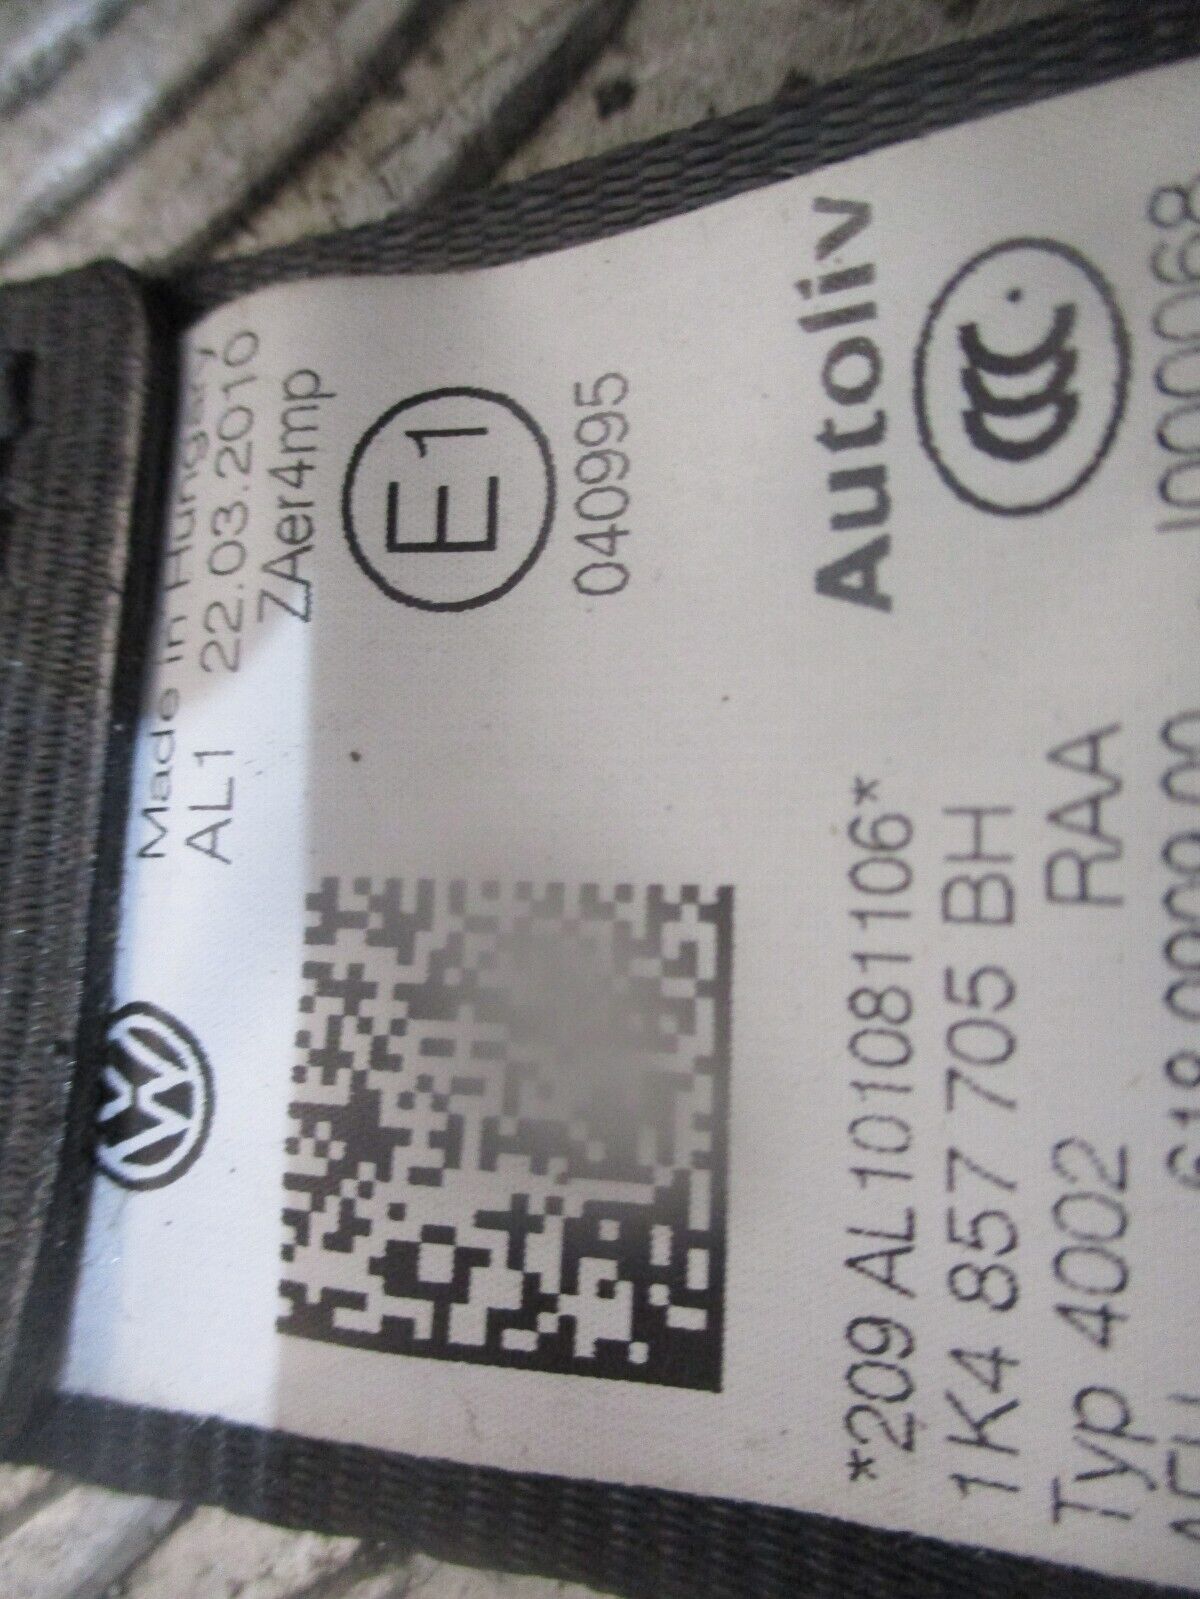 Made in Hungary
AL1 22.03.2010
ZAer4mp
E1
040995
Autoliv
*209 AL101081106*
1K4 857 705 BH
Typ 4002 RAA